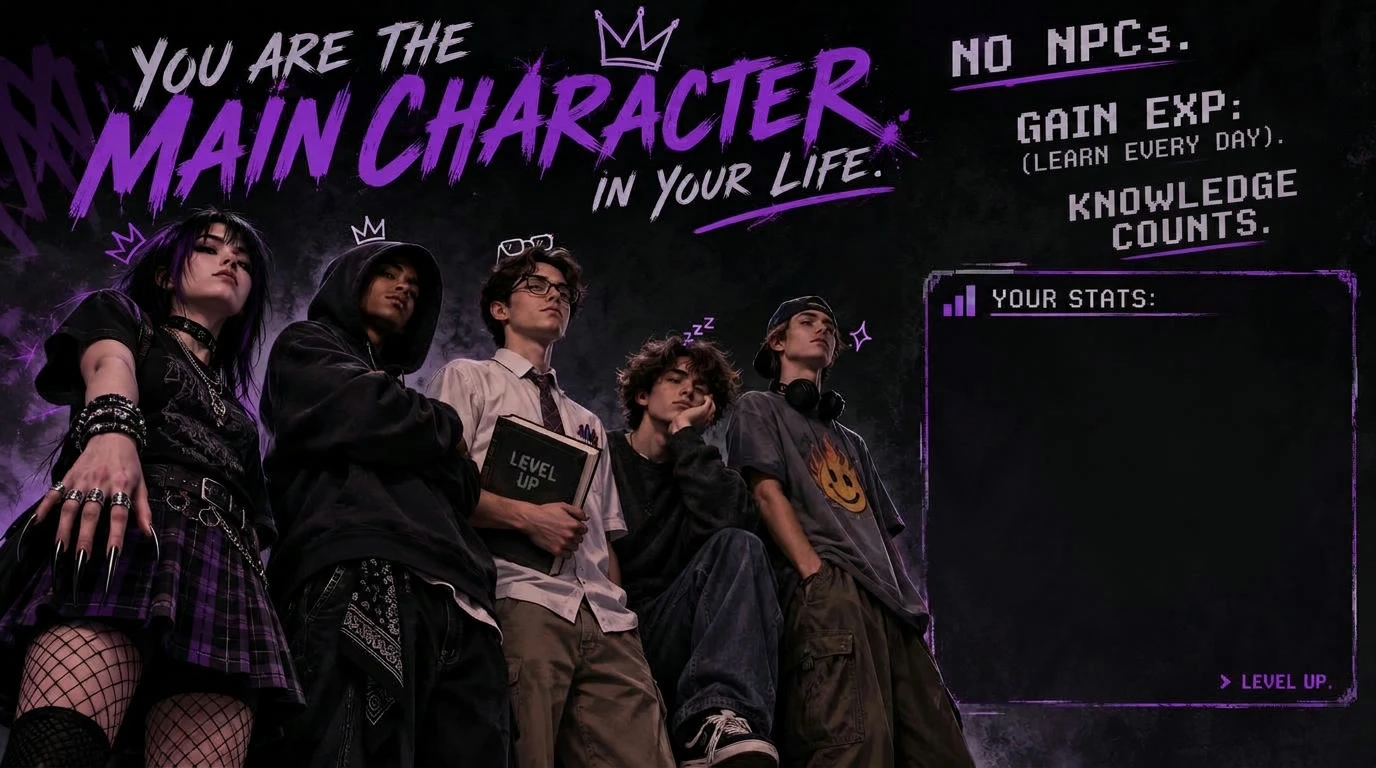 YOU ARE THE
MAIN CHARACTER
IN YOUR LIFE.
NO NPCs.
GAIN EXP:
(LEARN EVERY DAY).
KNOWLEDGE
COUNTS.
YOUR STATS:
> LEVEL UP.
LEVEL
UP
zzz